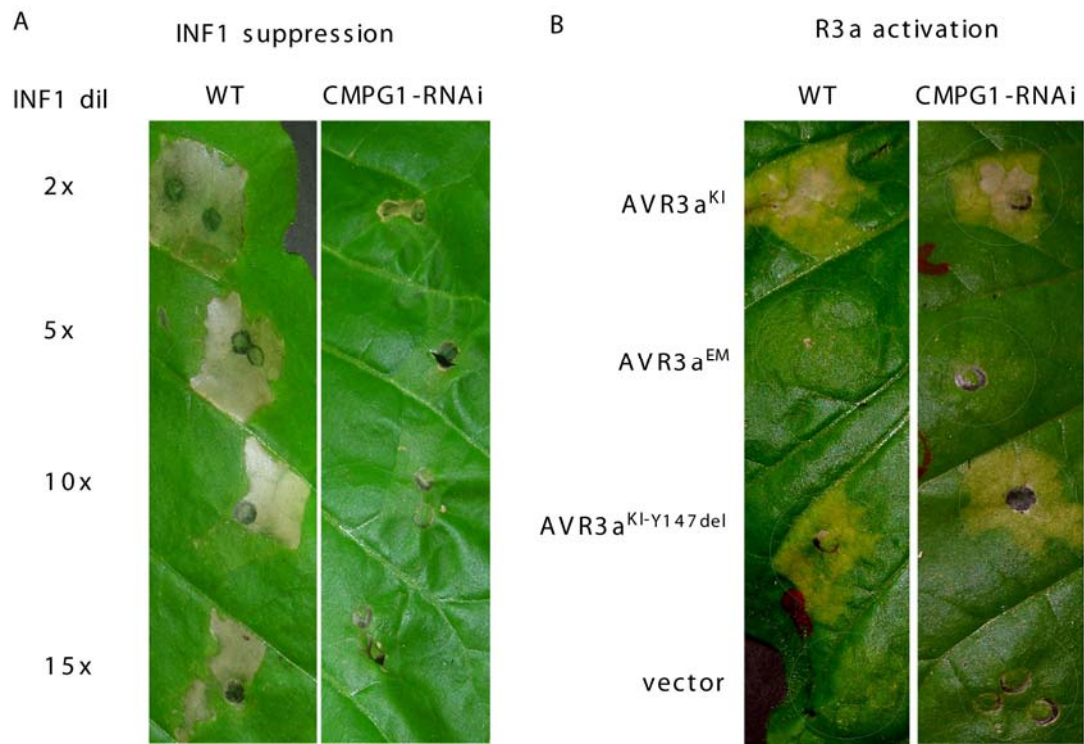 A
INF1 suppression
INF1 dil
WT
CMPG1-RNAi
2x
5x
10x
15x
B
R3a activation
WT
CMPG1-RNAi
AVR3a^KI
AVR3a^EM
AVR3a^KI-Y147del
vector